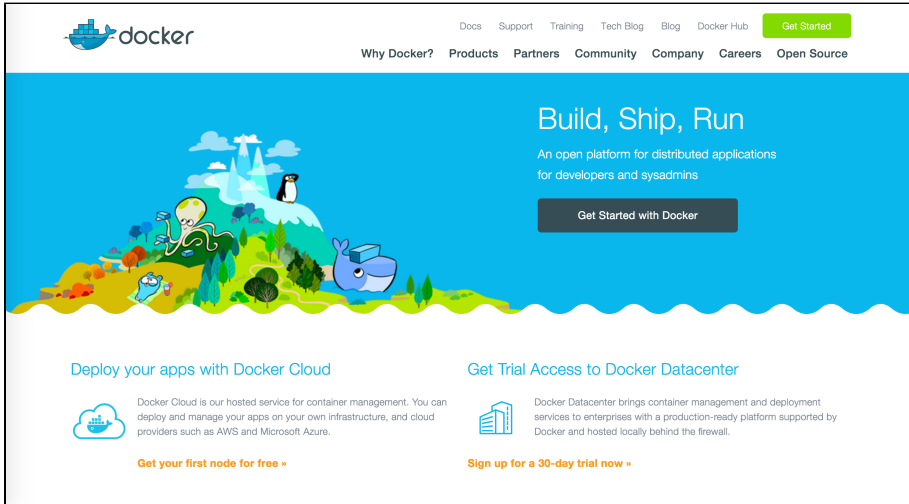 docker
Docs Support Training Tech Blog Blog Docker Hub Get Started
Why Docker? Products Partners Community Company Careers Open Source
Build, Ship, Run
An open platform for distributed applications
for developers and sysadmins
Get Started with Docker
Deploy your apps with Docker Cloud
Docker Cloud is our hosted service for container management. You can
deploy and manage your apps on your own infrastructure, and cloud
providers such as AWS and Microsoft Azure.
Get your first node for free »
Get Trial Access to Docker Datacenter
Docker Datacenter brings container management and deployment
services to enterprises with a production-ready platform supported by
Docker and hosted locally behind the firewall.
Sign up for a 30-day trial now »